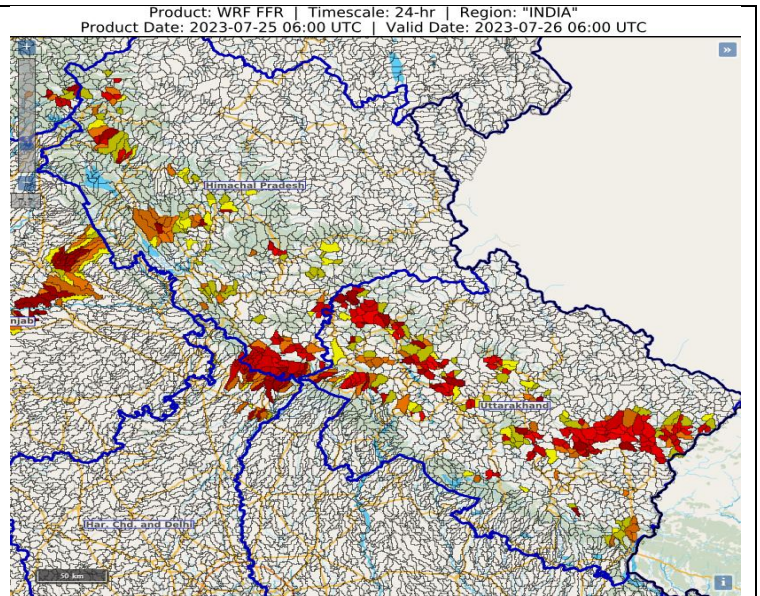 Product: WRF FFR | Timescale: 24-hr | Region: "INDIA"
Product Date: 2023-07-25 06:00 UTC | Valid Date: 2023-07-26 06:00 UTC
»
Himachal Pradesh
njab
Uttarakhand
Har, Chd. and Delhi
50 km
i